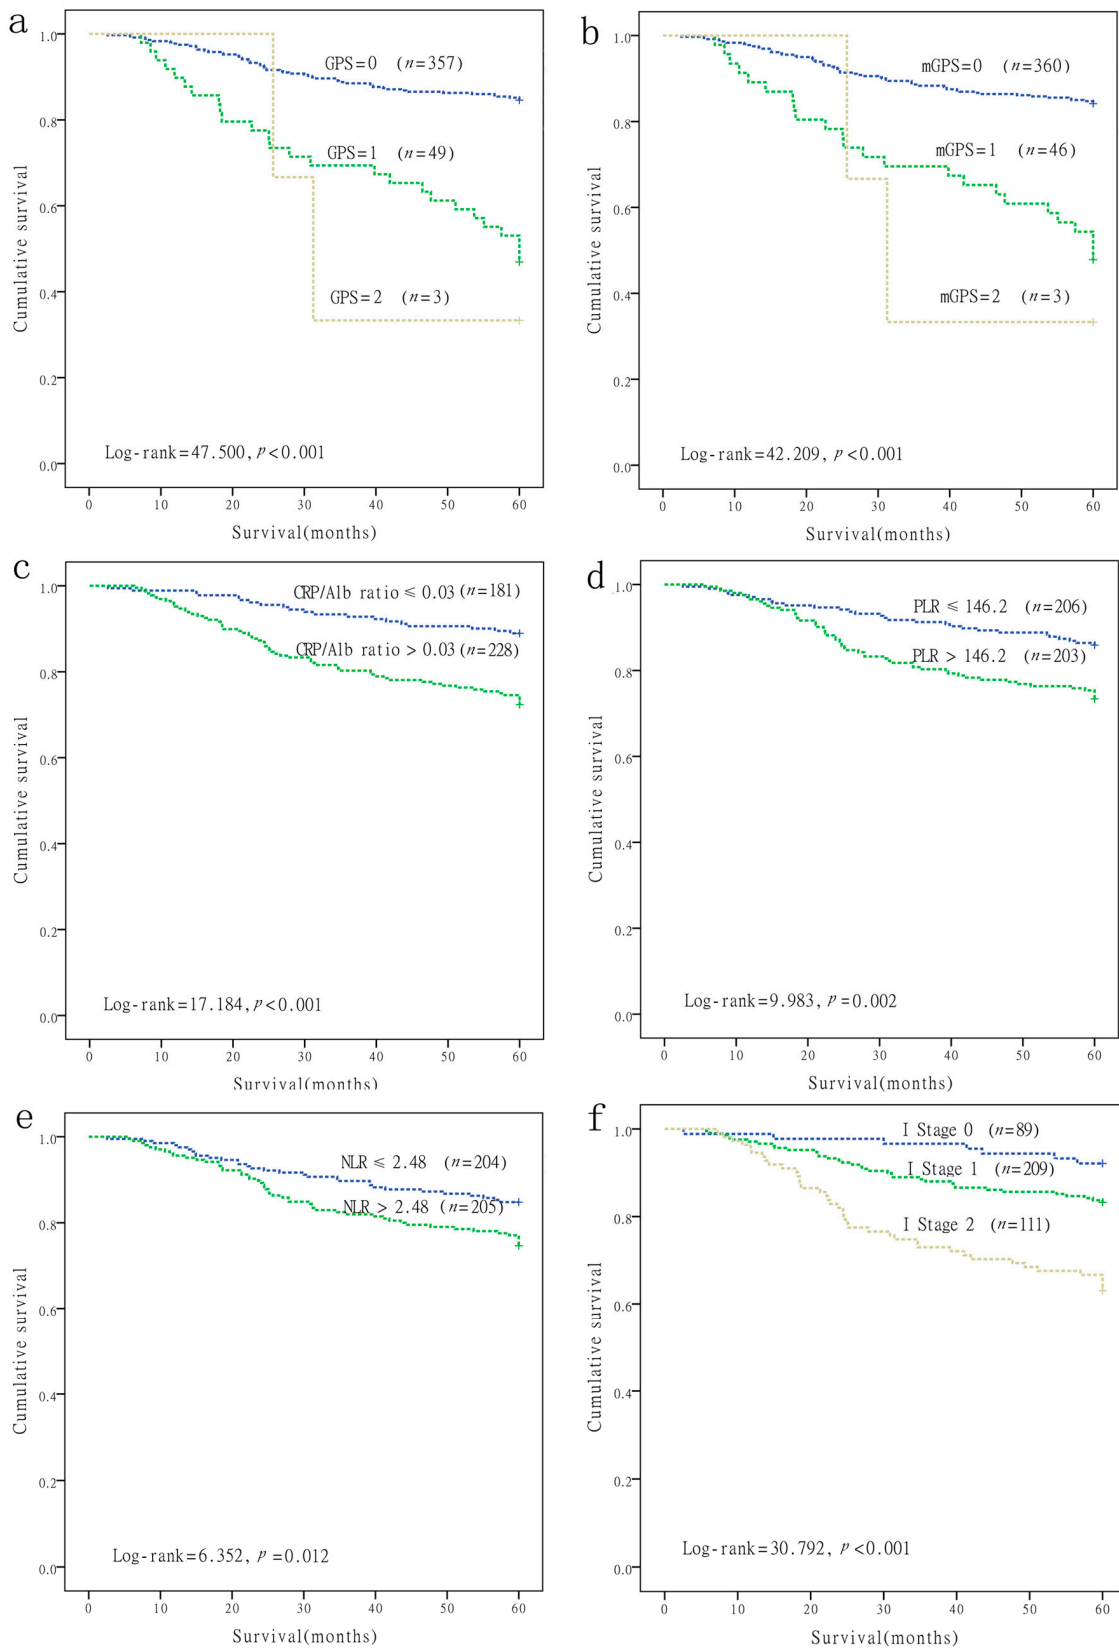 a
Cumulative survival
1.0
0.8
0.6
0.4
0.2
0.0
GPS=0 (n=357)
GPS=1 (n=49)
GPS=2 (n=3)
Log-rank=47.500, p<0.001
0 10 20 30 40 50 60
Survival(months)
b
Cumulative survival
1.0
0.8
0.6
0.4
0.2
0.0
mGPS=0 (n=360)
mGPS=1 (n=46)
mGPS=2 (n=3)
Log-rank=42.209, p<0.001
0 10 20 30 40 50 60
Survival(months)
c
Cumulative survival
1.0
0.8
0.6
0.4
0.2
0.0
CRP/Alb ratio ≤ 0.03 (n=181)
CRP/Alb ratio > 0.03 (n=228)
Log-rank=17.184, p<0.001
0 10 20 30 40 50 60
Survival(months)
d
Cumulative survival
1.0
0.8
0.6
0.4
0.2
0.0
PLR ≤ 146.2 (n=206)
PLR > 146.2 (n=203)
Log-rank=9.983, p=0.002
0 10 20 30 40 50 60
Survival(months)
e
Cumulative survival
1.0
0.8
0.6
0.4
0.2
0.0
NLR ≤ 2.48 (n=204)
NLR > 2.48 (n=205)
Log-rank=6.352, p=0.012
0 10 20 30 40 50 60
Survival(months)
f
Cumulative survival
1.0
0.8
0.6
0.4
0.2
0.0
I Stage 0 (n=89)
I Stage 1 (n=209)
I Stage 2 (n=111)
Log-rank=30.792, p<0.001
0 10 20 30 40 50 60
Survival(months)